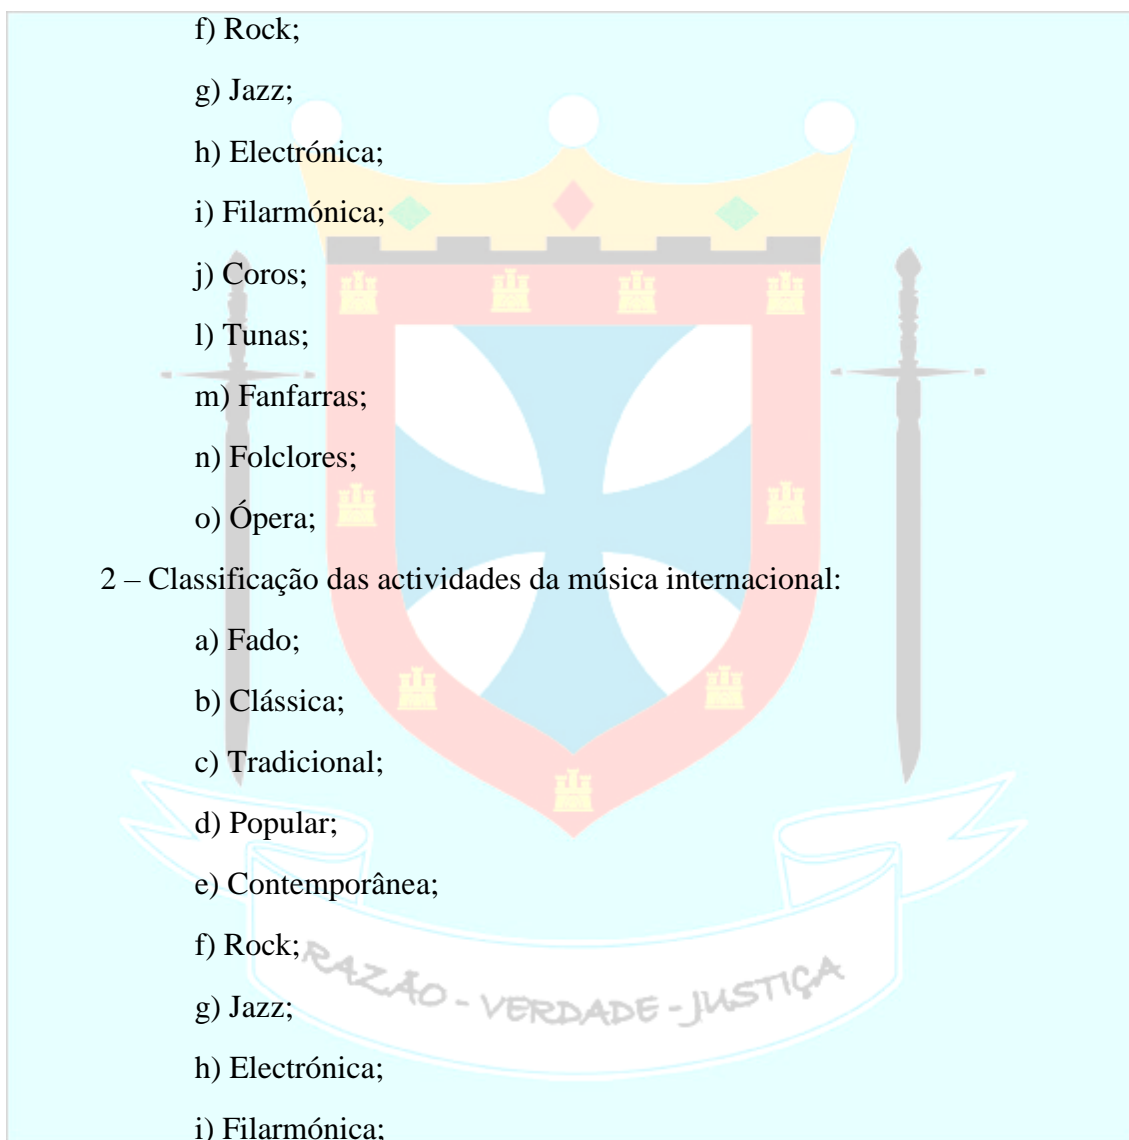 f) Rock;
g) Jazz;
h) Electrónica;
i) Filarmónica;
j) Coros;
l) Tunas;
m) Fanfarras;
n) Folclores;
o) Ópera;
2 – Classificação das actividades da música internacional:
a) Fado;
b) Clássica;
c) Tradicional;
d) Popular;
e) Contemporânea;
f) Rock;
RAZÃO - VERDADE - JUSTIÇA
g) Jazz;
h) Electrónica;
i) Filarmónica;